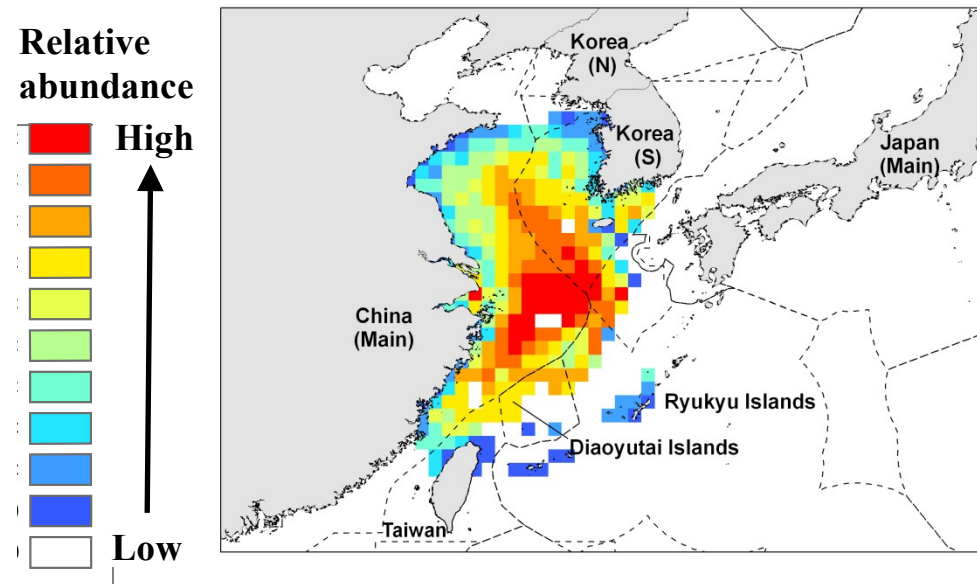 Relative
abundance
High
Low
Korea
(N)
Korea
(S)
Japan
(Main)
China
(Main)
Ryukyu Islands
Diaoyutai Islands
Taiwan